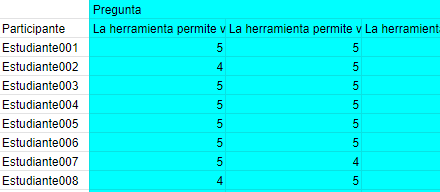 Pregunta
Participante La herramienta permite v La herramienta permite v La herramienta
Estudiante001 5 5
Estudiante002 4 5
Estudiante003 5 5
Estudiante004 5 5
Estudiante005 5 5
Estudiante006 5 5
Estudiante007 5 4
Estudiante008 4 5